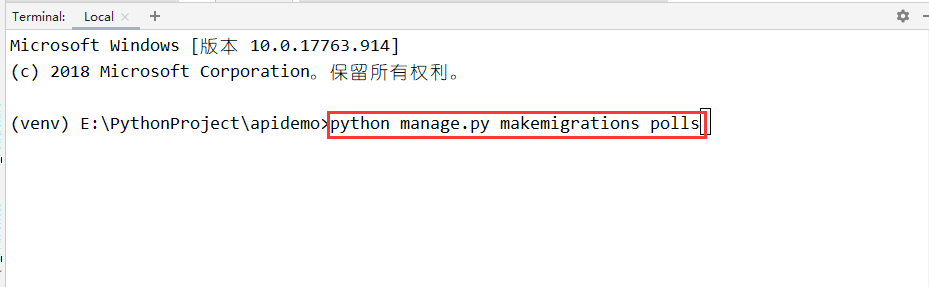 Terminal: Local × +
Microsoft Windows [版本 10.0.17763.914]
(c) 2018 Microsoft Corporation。保留所有权利。
(venv) E:\PythonProject\apidemo>python manage.py makemigrations polls